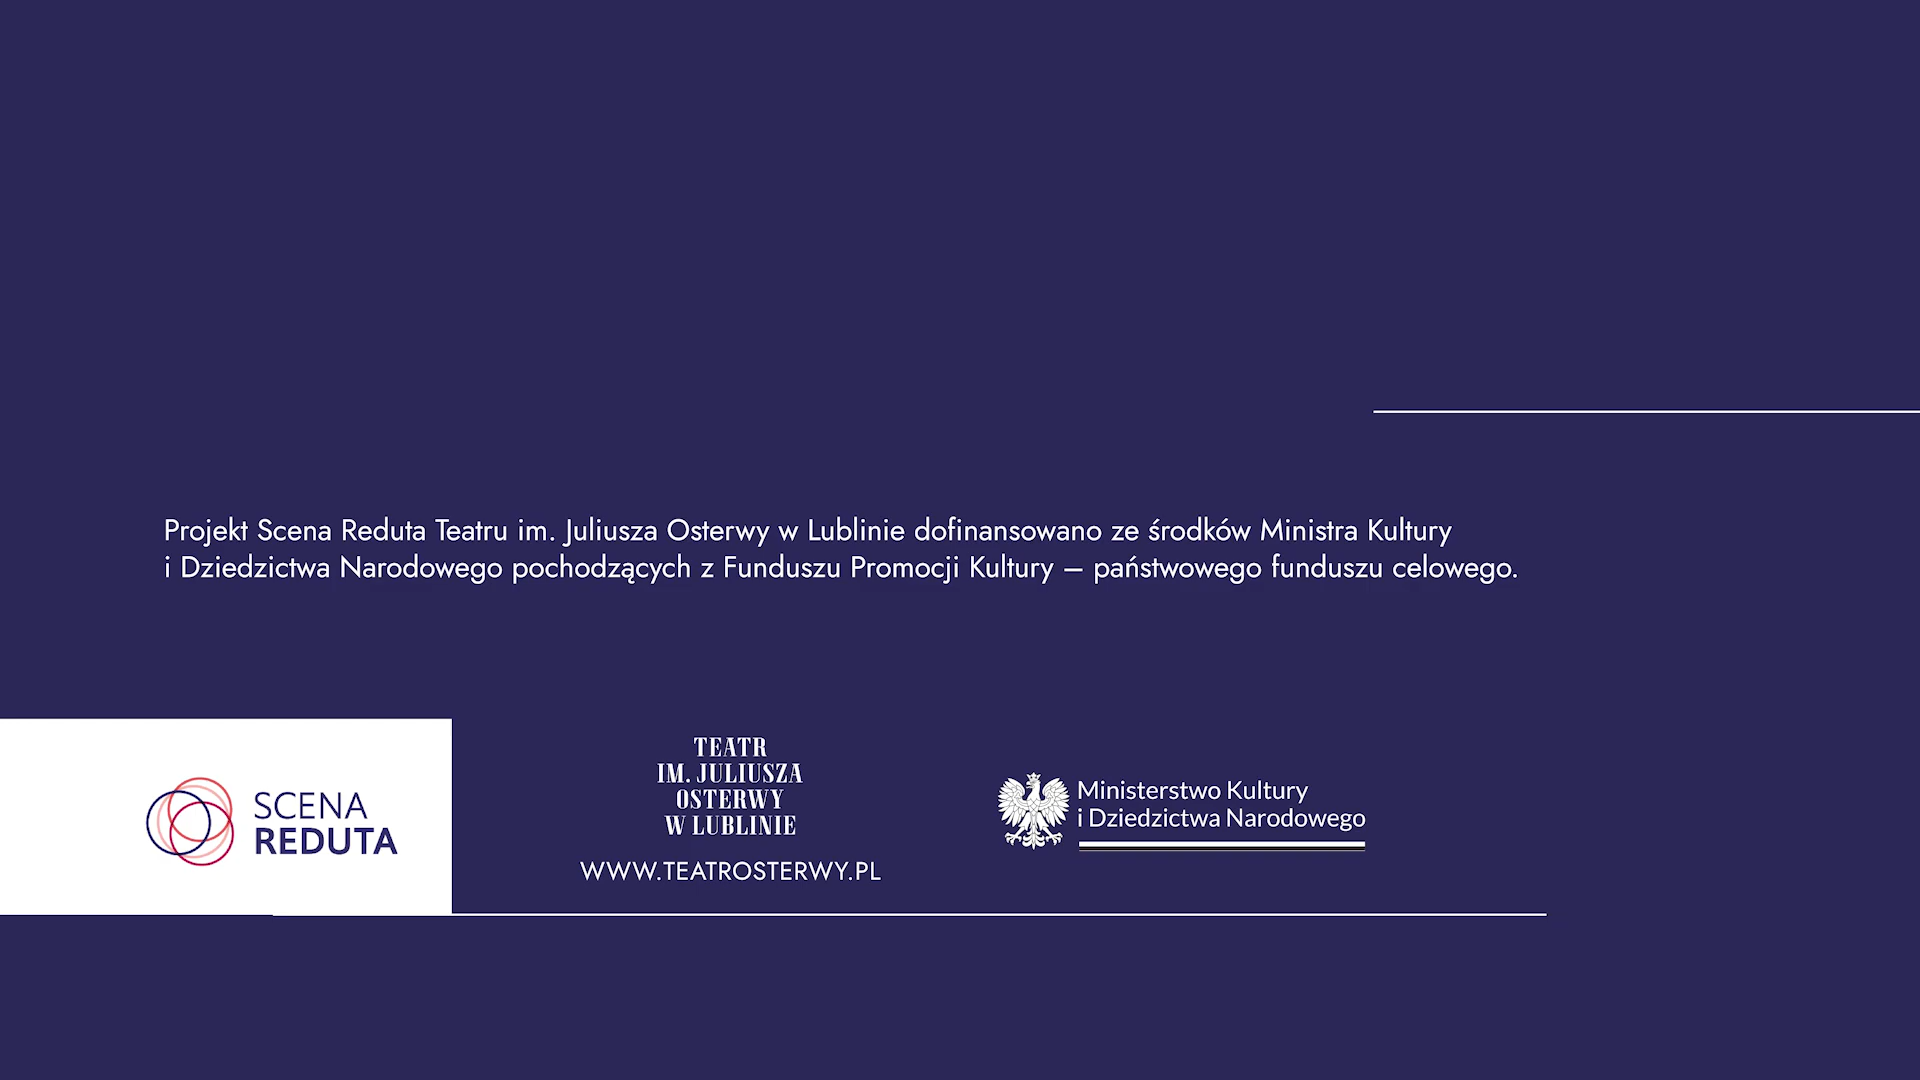 Projekt Scena Reduta Teatru im. Juliusza Osterwy w Lublinie dofinansowano ze środków Ministra Kultury
i Dziedzictwa Narodowego pochodzących z Funduszu Promocji Kultury – państwowego funduszu celowego.
SCENA
REDUTA
TEATR
IM. JULIUSZA
OSTERWY
W LUBLINIE
WWW.TEATROSTERWY.PL
Ministerstwo Kultury
i Dziedzictwa Narodowego